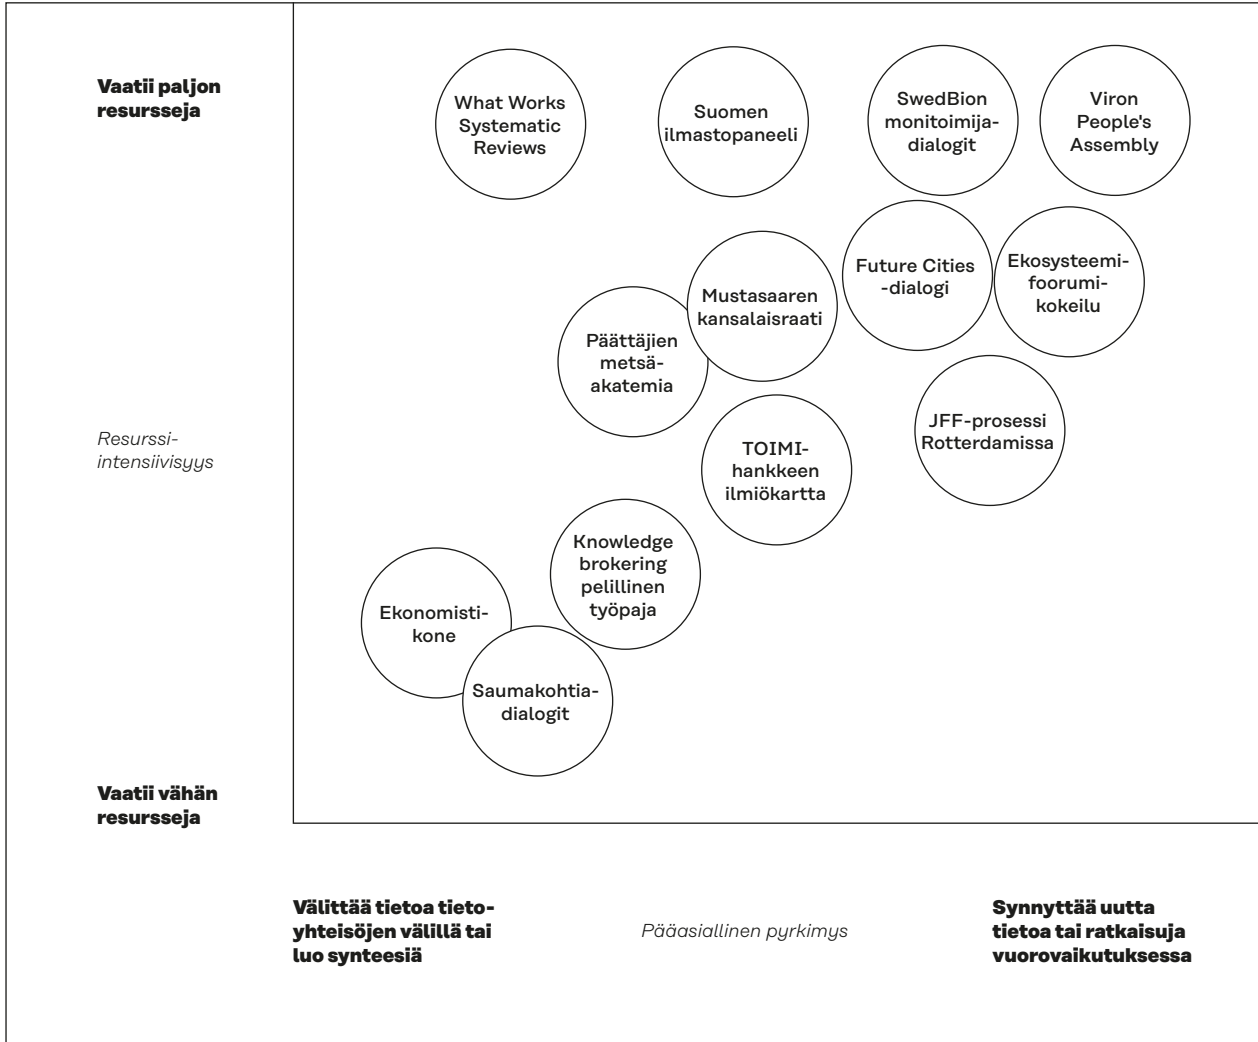 Vaatii paljon
resursseja
What Works
Systematic
Reviews
Suomen
ilmastopaneeli
SwedBion
monitoimija-
dialogit
Viron
People's
Assembly
Future Cities
-dialogi
Ekosysteemi-
foorumi-
kokeilu
Mustasaaren
kansalaisraati
Päättäjien
metsä-
akatemia
JFF-prosessi
Rotterdamissa
Resurssi-
intensiivisyys
TOIMI-
hankkeen
ilmiökartta
Knowledge
brokering
pelillinen
työpaja
Ekonomisti-
kone
Saumakohtia-
dialogit
Vaatii vähän
resursseja
Välittää tietoa tieto-
yhteisöjen välillä tai
luo synteesiä
Pääasiallinen pyrkimys
Synnyttää uutta
tietoa tai ratkaisuja
vuorovaikutuksessa